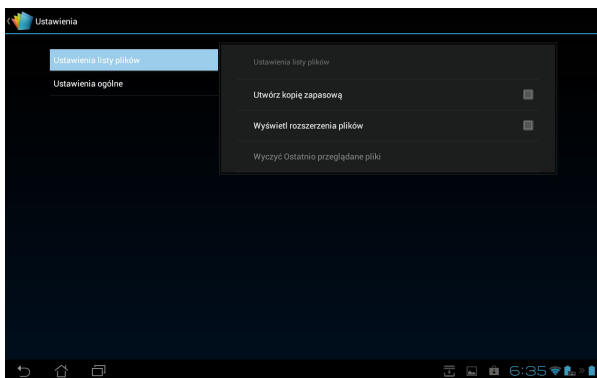 Ustawienia
Ustawienia listy plików
Ustawienia ogólne
Ustawienia listy plików
Utwórz kopię zapasową
Wyświetl rozszerzenia plików
Wyczyć Ostatnio przeglądane pliki
6:35